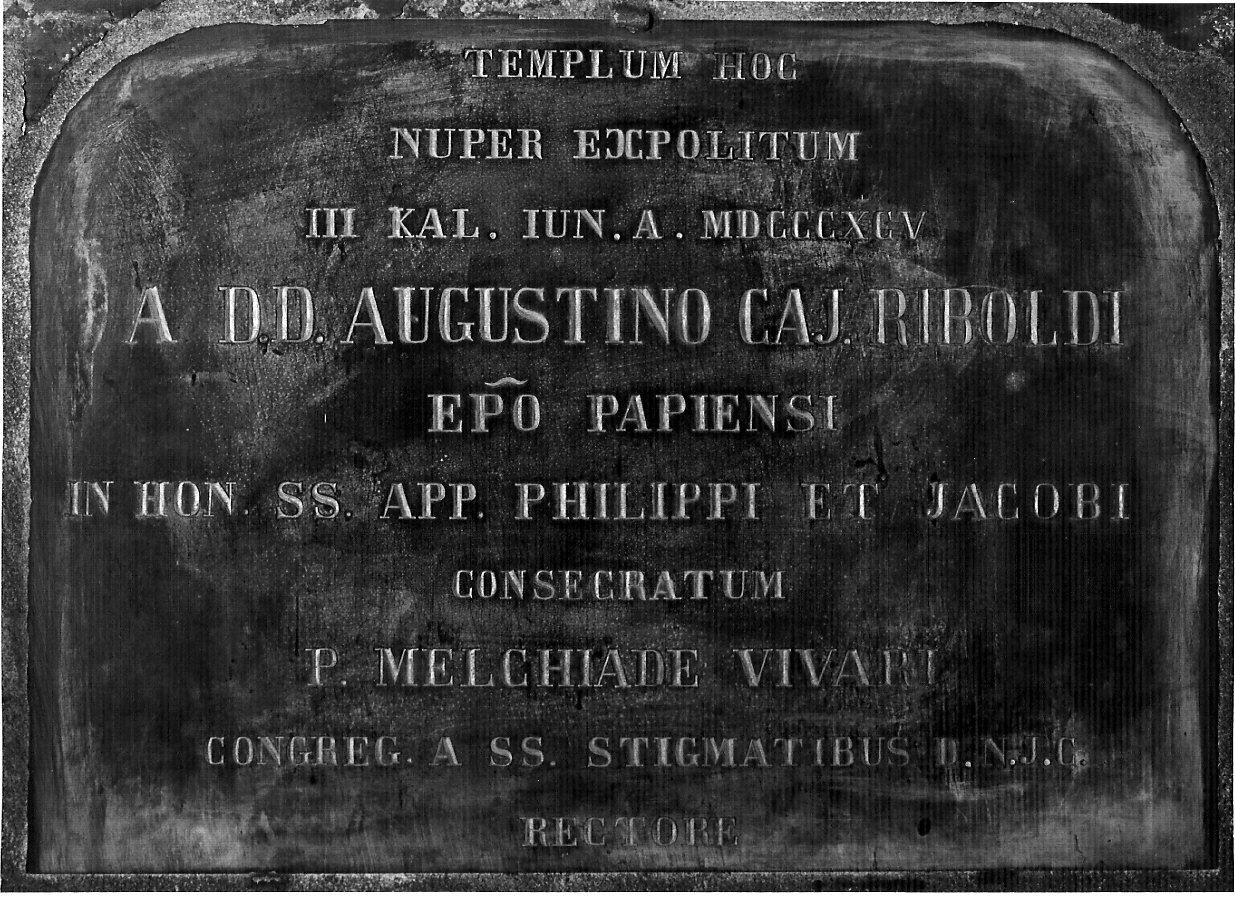 TEMPLUM HOC
NUPER EXPOLITUM
III KAL. IUN. A. MDCCCXCV
A D.D. AUGUSTINO CAJ. RIBOLDI
EPÕ PAPIENSI
IN HON. SS. APP. PHILIPPI ET JACOBI
CONSECRATUM
P. MELCHIADE VIVARI
CONGREG. A SS. STIGMATIBUS D.N.J.C.
RECTORE